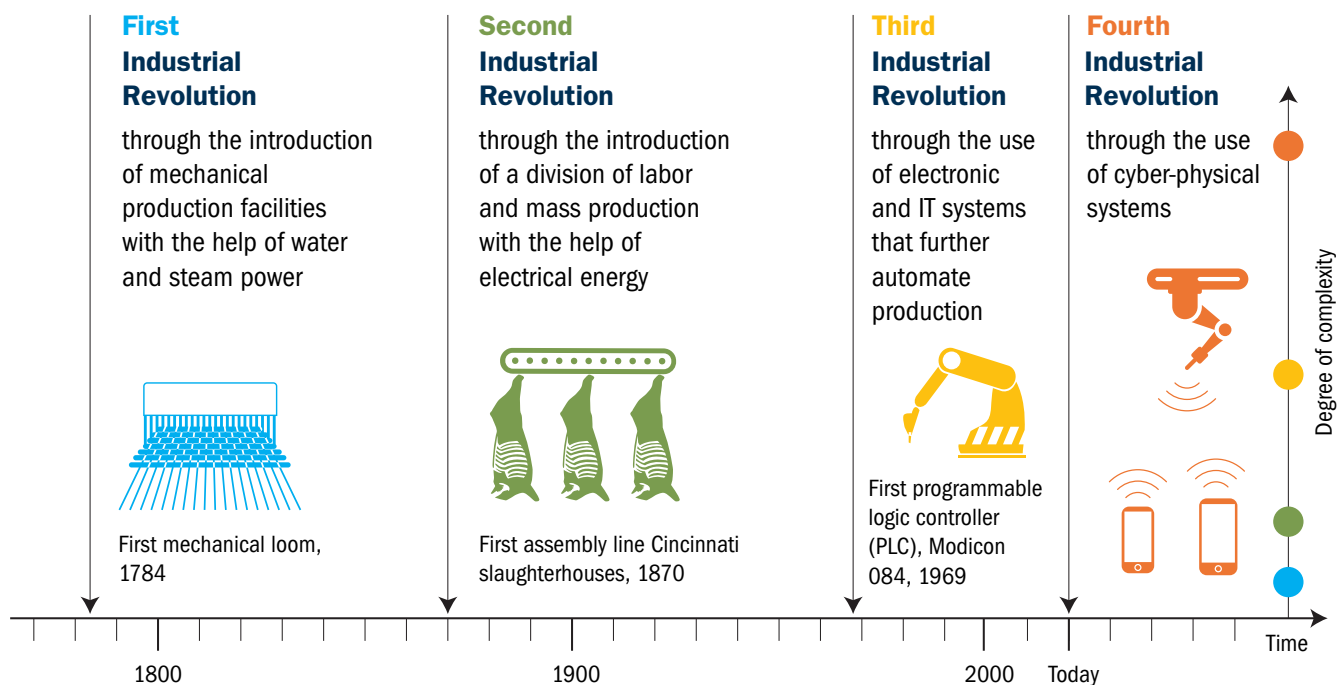 First
Industrial
Revolution
through the introduction
of mechanical
production facilities
with the help of water
and steam power
First mechanical loom,
1784
Second
Industrial
Revolution
through the introduction
of a division of labor
and mass production
with the help of
electrical energy
First assembly line Cincinnati
slaughterhouses, 1870
Third
Industrial
Revolution
through the use
of electronic
and IT systems
that further
automate
production
First programmable
logic controller
(PLC), Modicon
084, 1969
Fourth
Industrial
Revolution
through the use
of cyber-physical
systems
Degree of complexity
Time
1800
1900
2000
Today